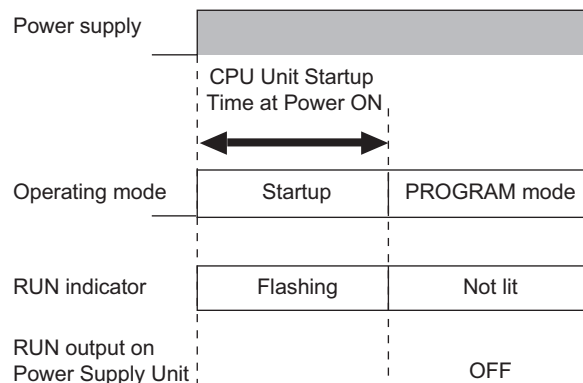 Power supply
CPU Unit Startup
Time at Power ON
Operating mode
Startup
PROGRAM mode
RUN indicator
Flashing
Not lit
RUN output on
Power Supply Unit
OFF